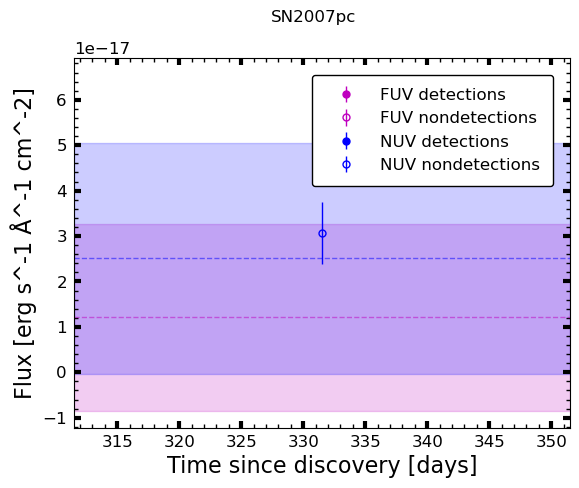 SN2007pc
1e−17
6
5
4
3
2
1
0
−1
Flux [erg s^-1 Å^-1 cm^-2]
FUV detections
FUV nondetections
NUV detections
NUV nondetections
315 320 325 330 335 340 345 350
Time since discovery [days]